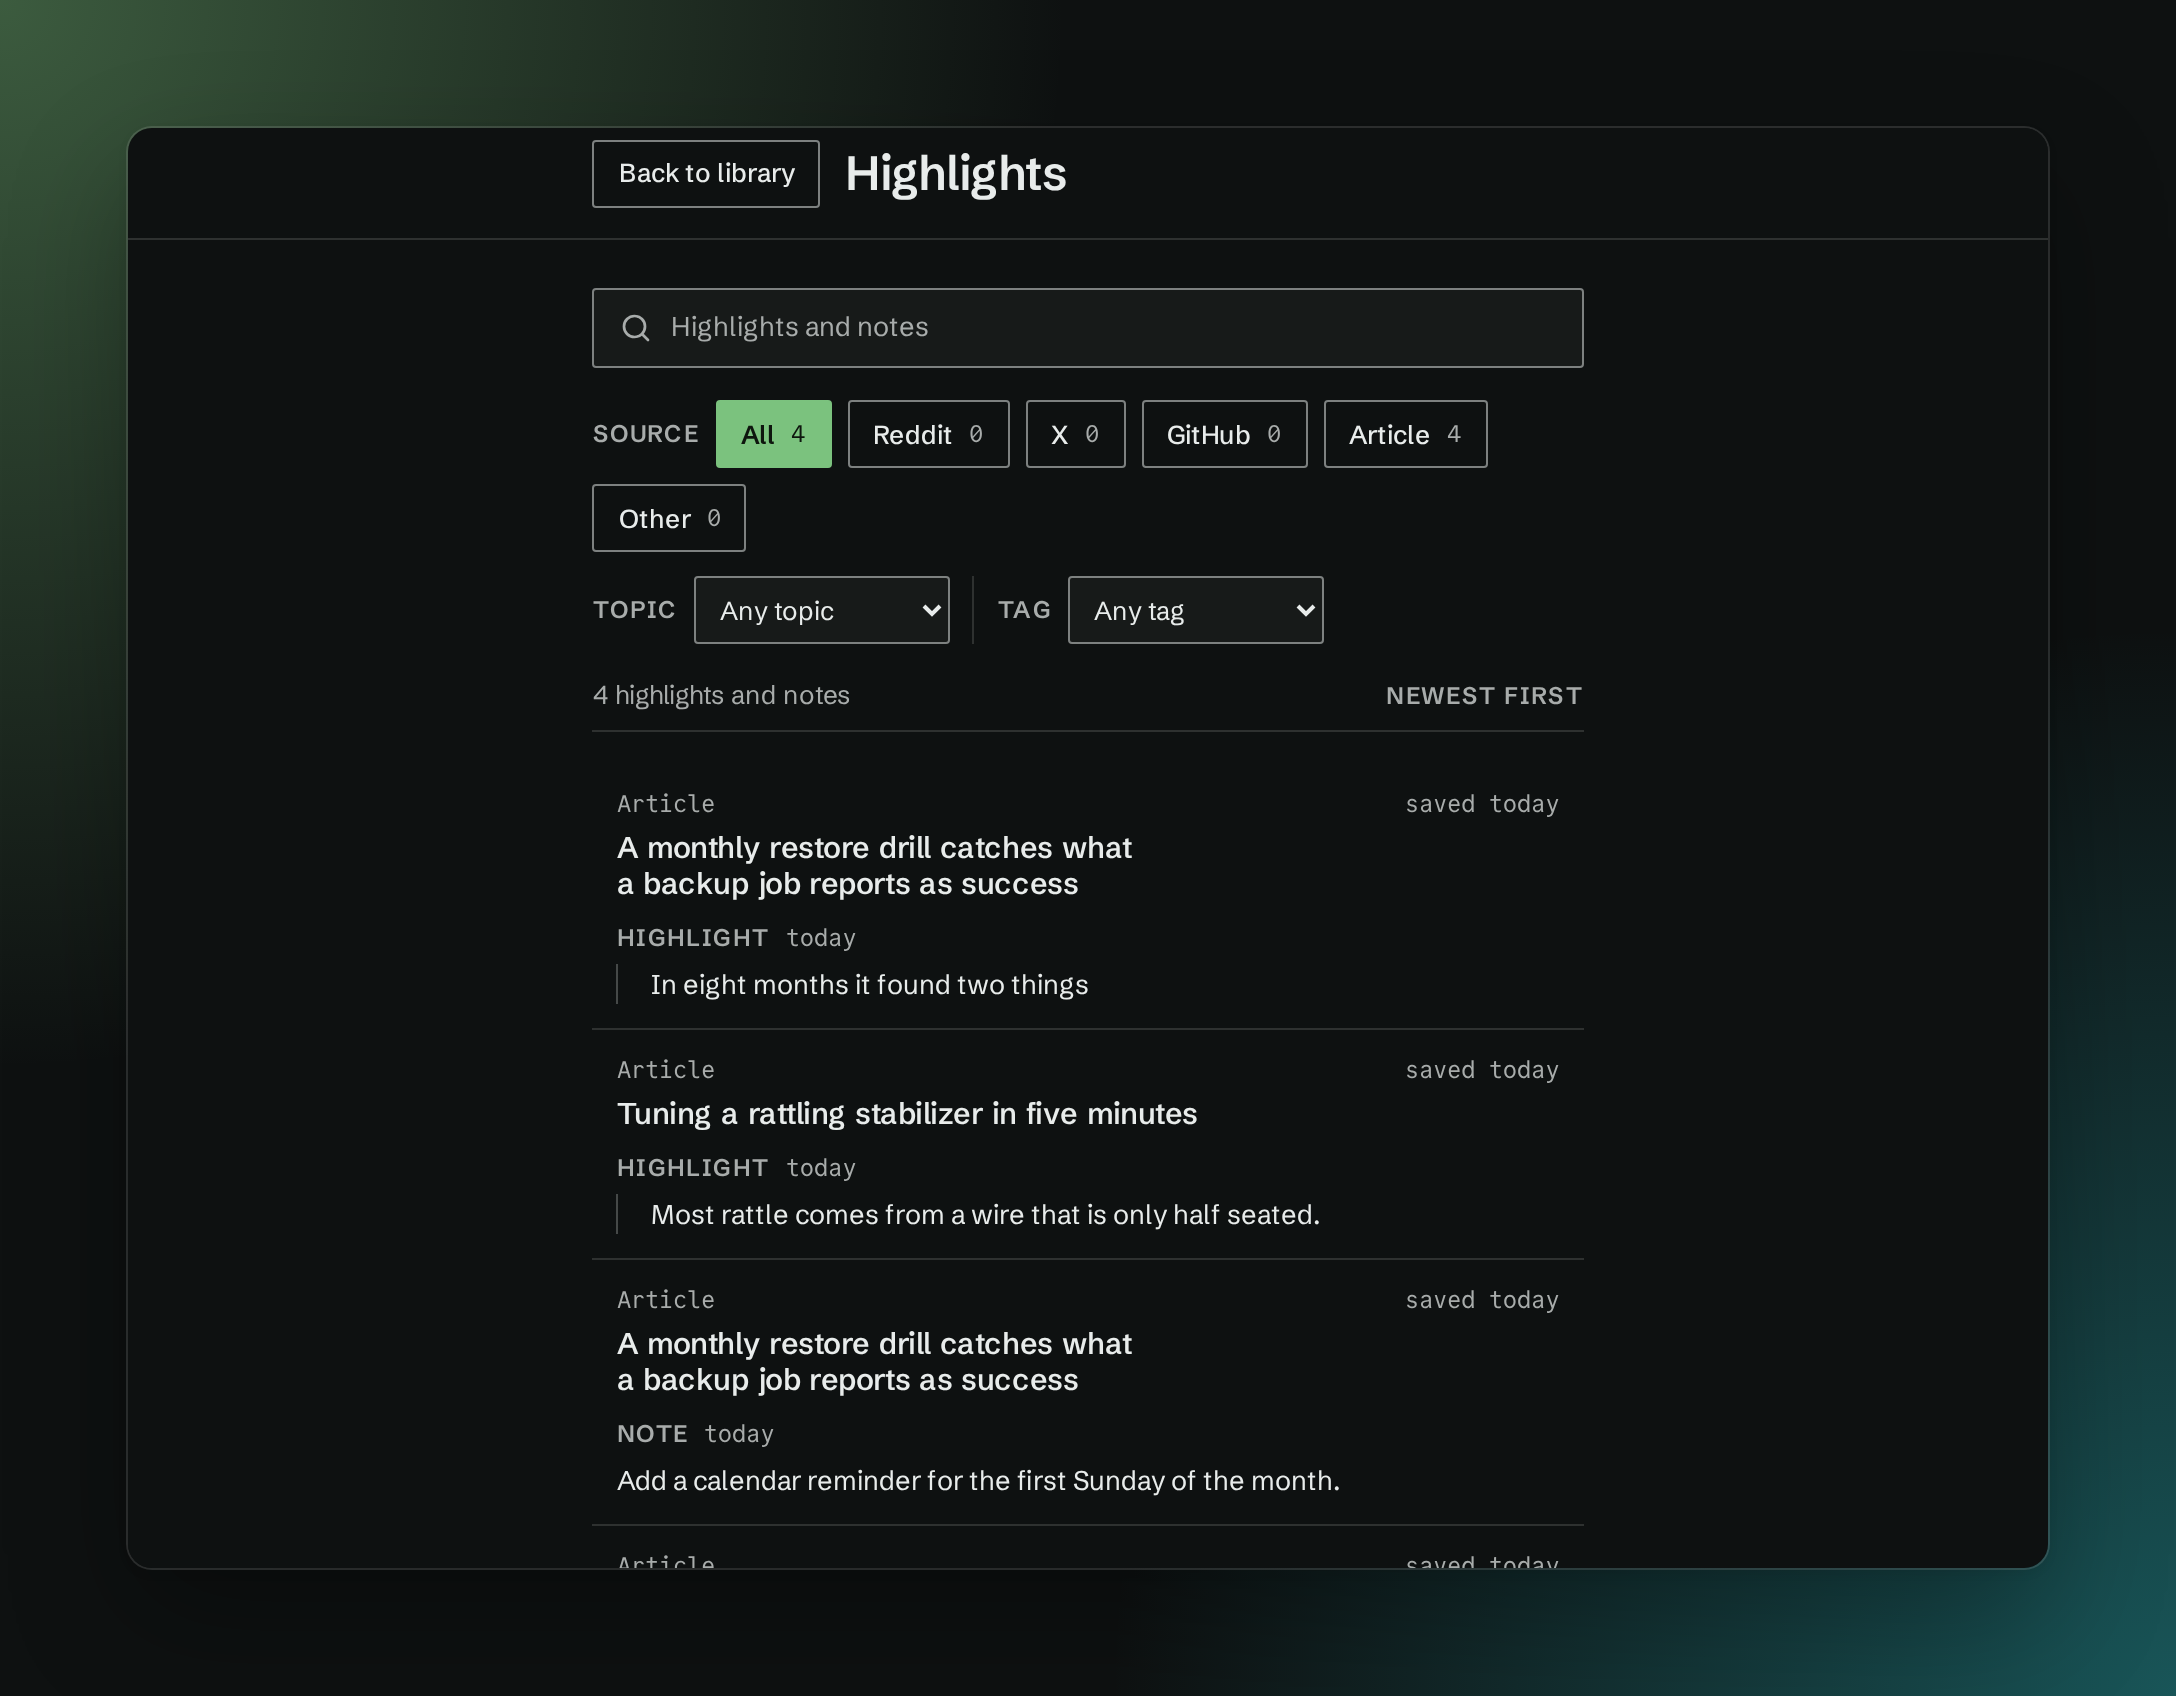 Back to library
Highlights
Highlights and notes
SOURCE All 4 Reddit 0 X 0 GitHub 0 Article 4
Other 0
TOPIC Any topic TAG Any tag
4 highlights and notes NEWEST FIRST
Article saved today
A monthly restore drill catches what
a backup job reports as success
HIGHLIGHT today
In eight months it found two things
Article saved today
Tuning a rattling stabilizer in five minutes
HIGHLIGHT today
Most rattle comes from a wire that is only half seated.
Article saved today
A monthly restore drill catches what
a backup job reports as success
NOTE today
Add a calendar reminder for the first Sunday of the month.
Article saved today